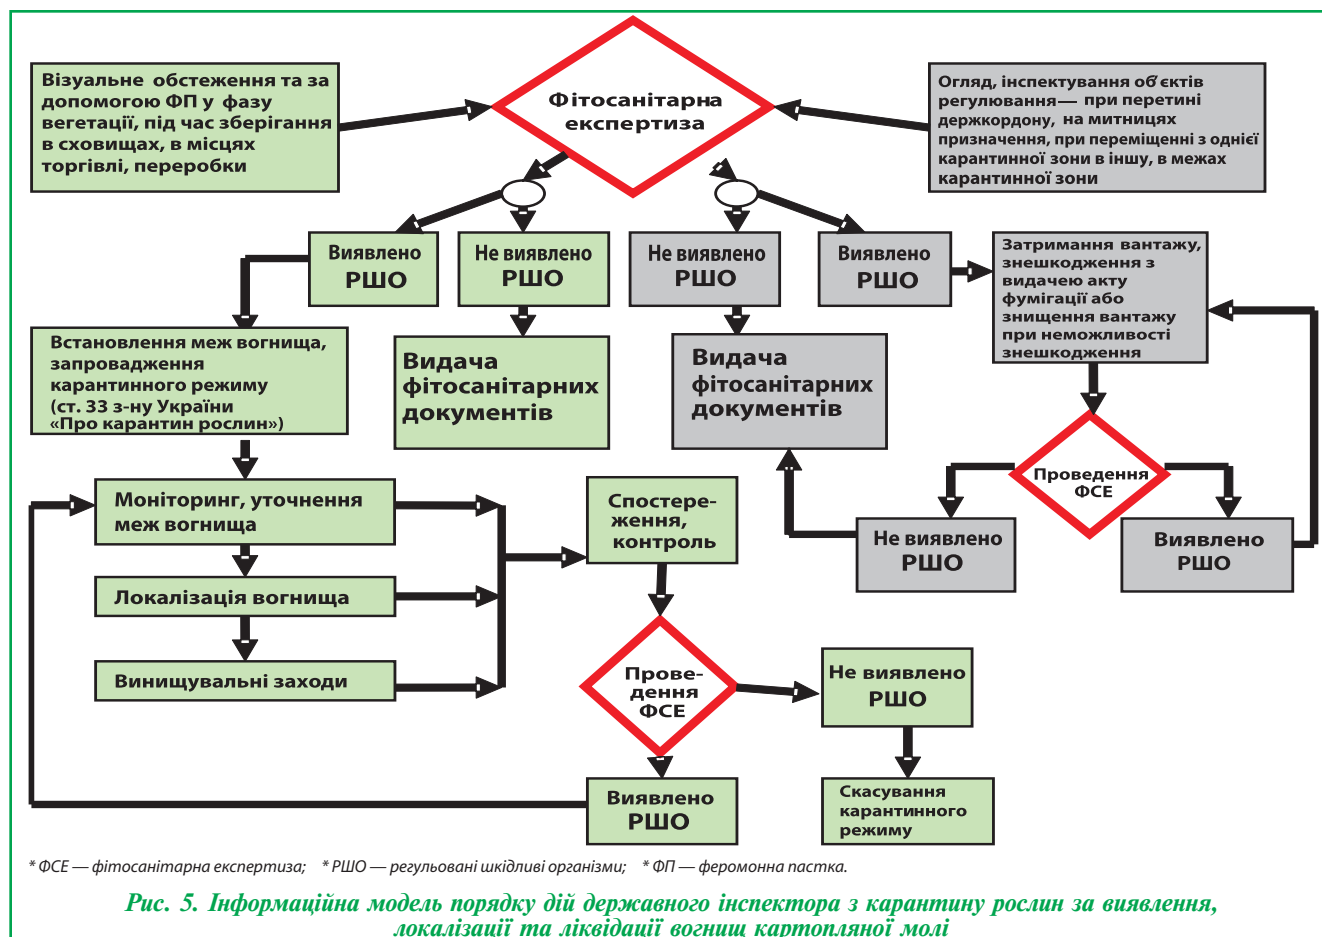 Візуальне обстеження та за
допомогою ФП у фазу
вегетації, під час зберігання
в сховищах, в місцях
торгівлі, переробки
Фітосанітарна
експертиза
Огляд, інспектування об'єктів
регулювання— при перетині
держкордону, на митницях
призначення, при переміщенні з однієї
карантинної зони в іншу, в межах
карантинної зони
Виявлено
РШО
Не виявлено
РШО
Не виявлено
РШО
Виявлено
РШО
Затримання вантажу,
знешкодження з
видачею акту
фумігації або
знищення вантажу
при неможливості
знешкодження
Встановлення меж вогнища,
запровадження
карантинного режиму
(ст. 33 з-ну України
«Про карантин рослин»)
Видача
фітосанітарних
документів
Видача
фітосанітарних
документів
Проведення
ФСЕ
Моніторинг, уточнення
меж вогнища
Спостере-
ження,
контроль
Не виявлено
РШО
Виявлено
РШО
Локалізація вогнища
Винищувальні заходи
Прове-
дення
ФСЕ
Не виявлено
РШО
Виявлено
РШО
Скасування
карантинного
режиму
* ФСЕ — фітосанітарна експертиза; * РШО — регульовані шкідливі організми; * ФП — феромонна пастка.
Рис. 5. Інформаційна модель порядку дій державного інспектора з карантину рослин за виявлення,
локалізації та ліквідації вогнищ картопляної молі